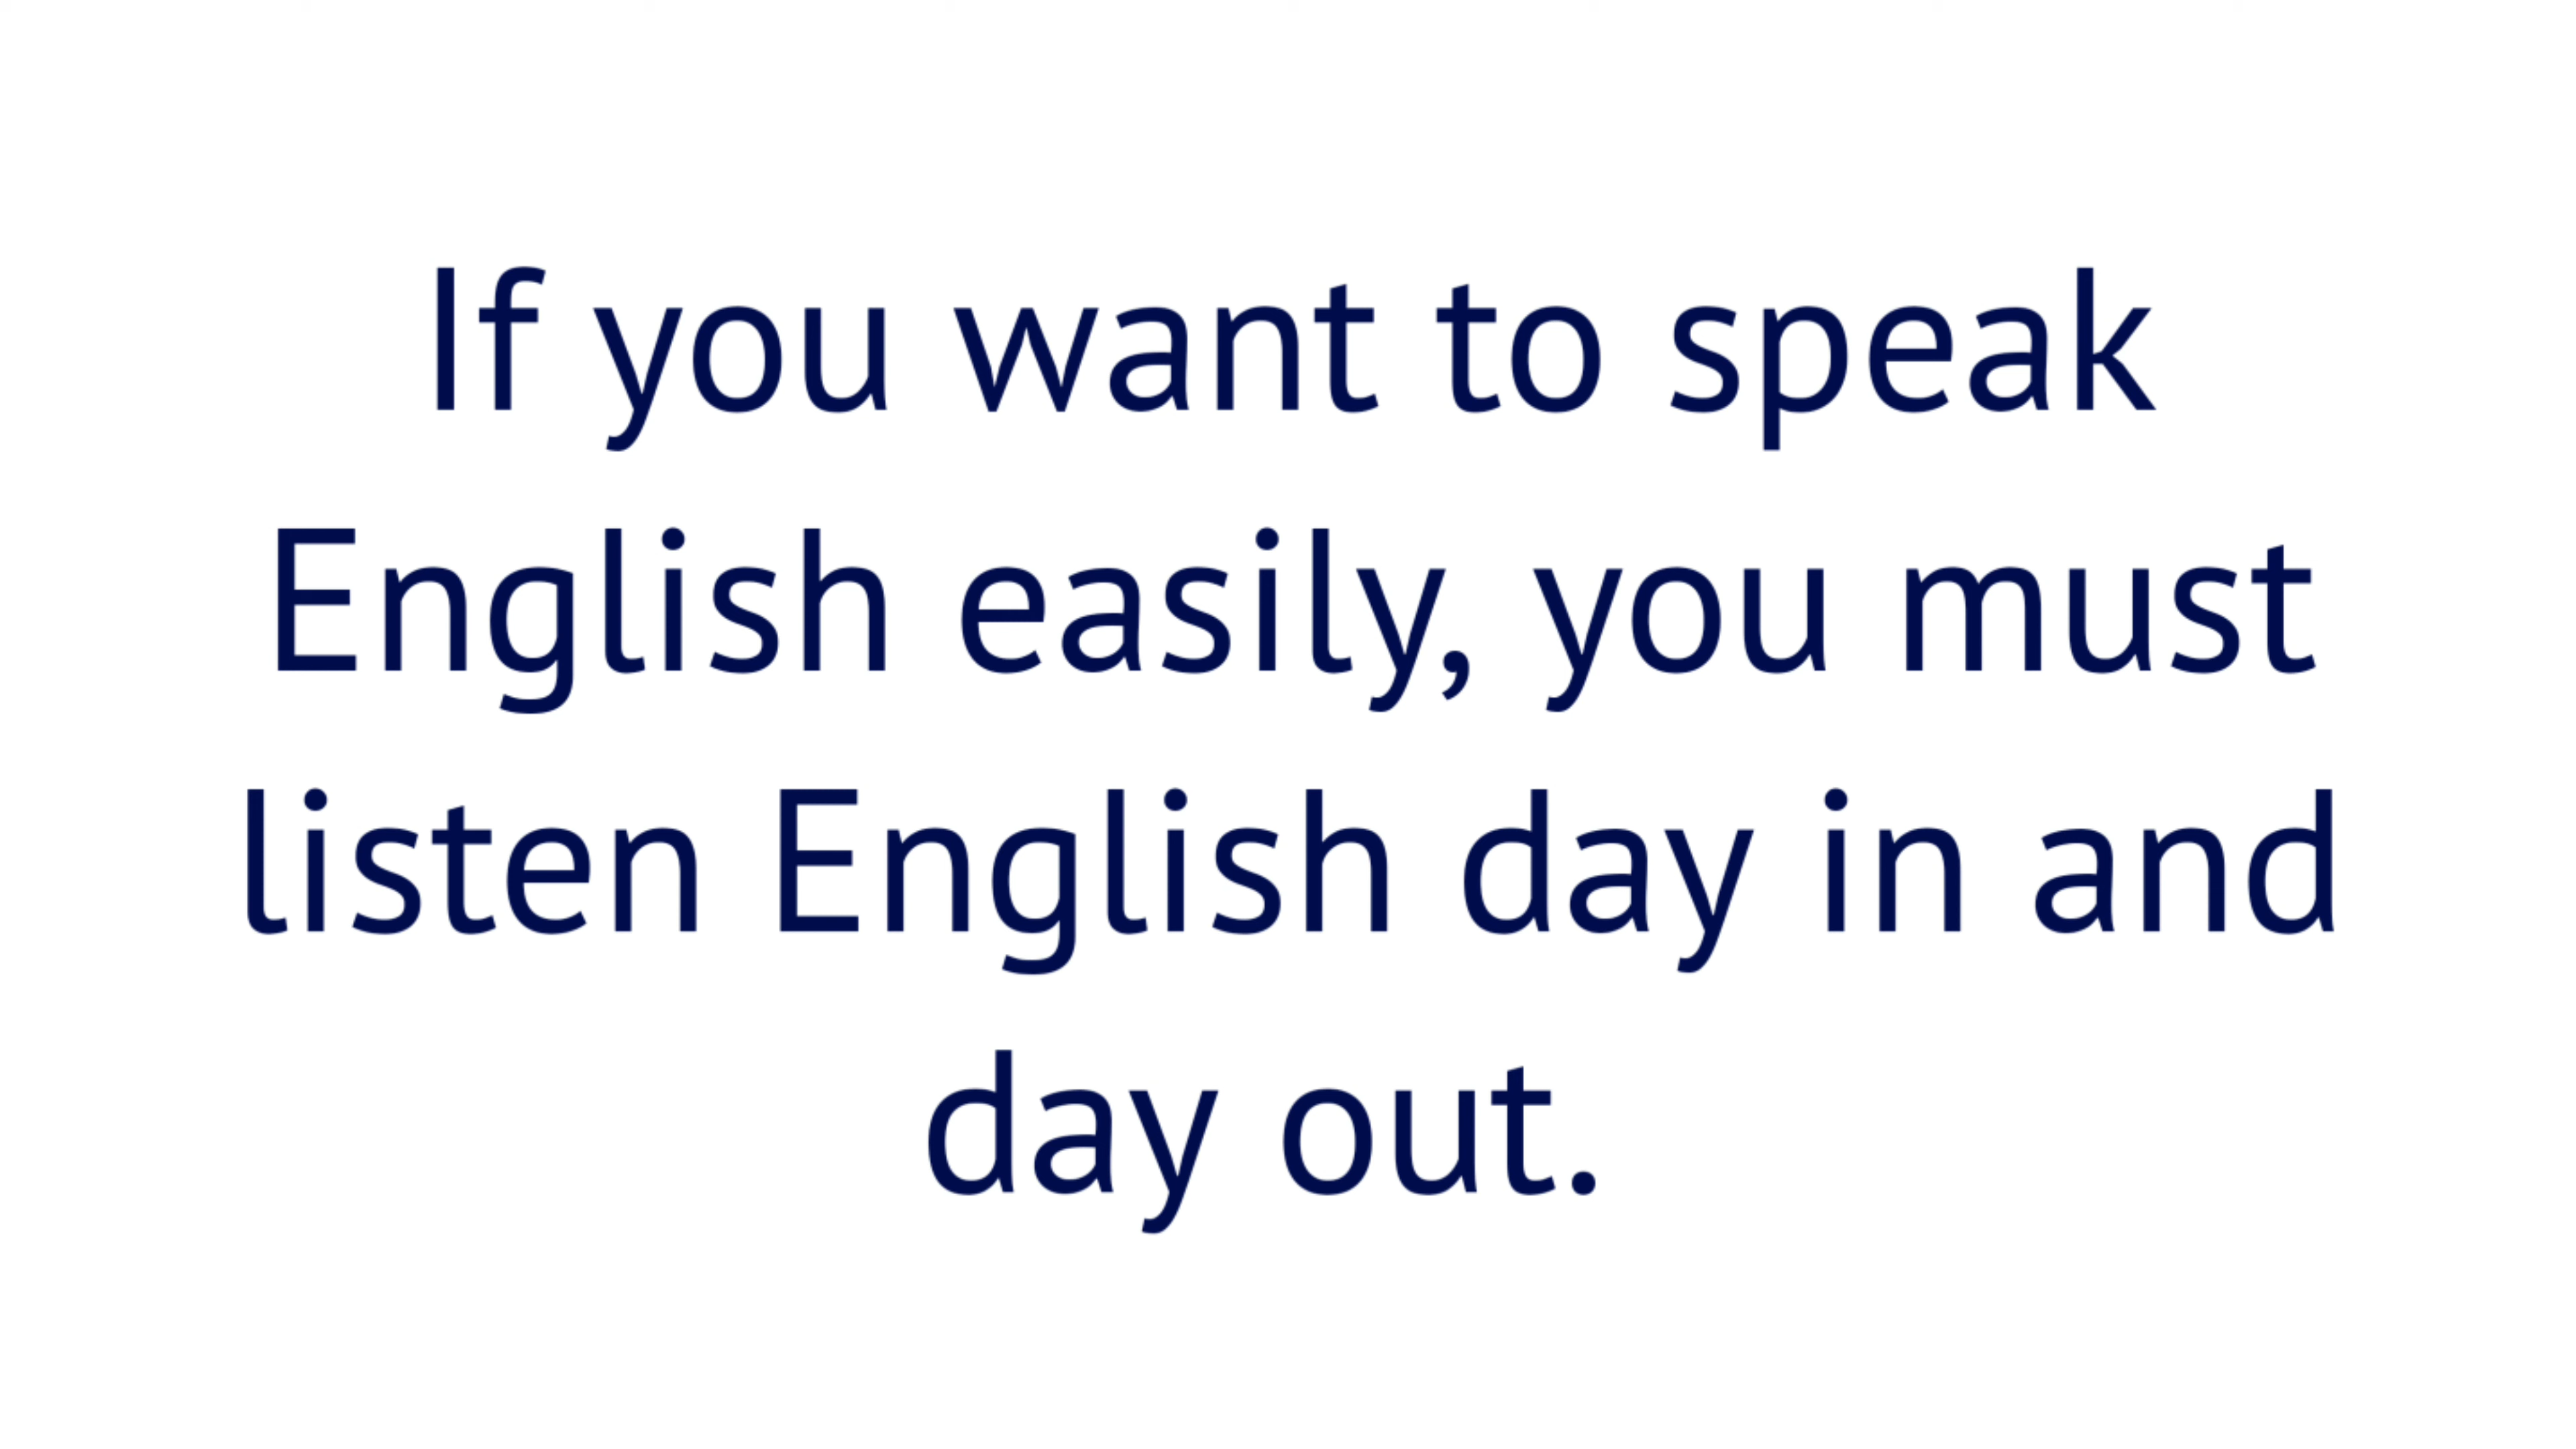 If you want to speak
English easily, you must
listen English day in and
day out.